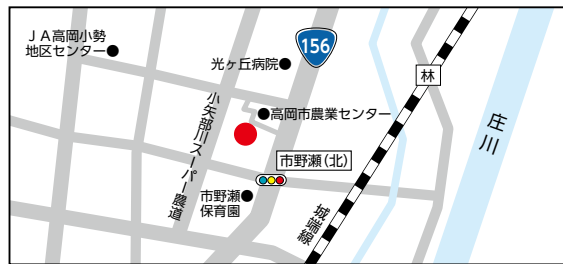 JA高岡小勢
地区センター
光ヶ丘病院
156
林
高岡市農業センター
小矢部川スーパー農道
市野瀬(北)
市野瀬
保育園
城端線
庄川